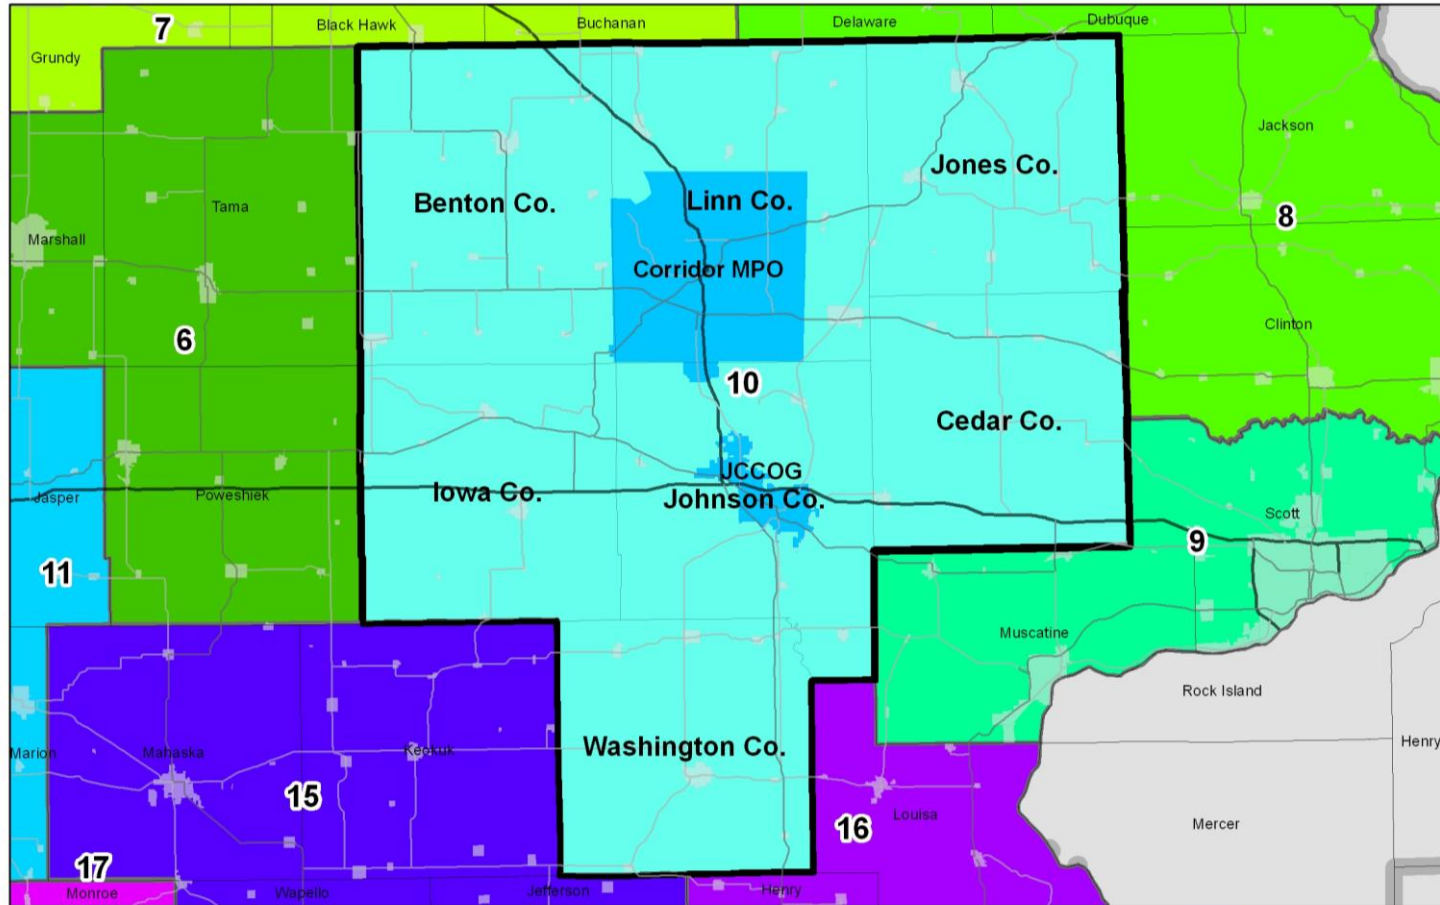 7
Black Hawk
Buchanan
Delaware
Dubuque
Grundy
Jackson
Jones Co.
Benton Co.
Linn Co.
Tama
8
Marshall
Corridor MPO
Clinton
6
10
Cedar Co.
JCCOG
Iowa Co.
Johnson Co.
Jasper
Poweshiek
Scott
9
11
Muscatine
Rock Island
Washington Co.
Marion
Mahaska
Keokuk
Henry
15
16
Louisa
Mercer
17
Monroe
Wapello
Jefferson
Henry